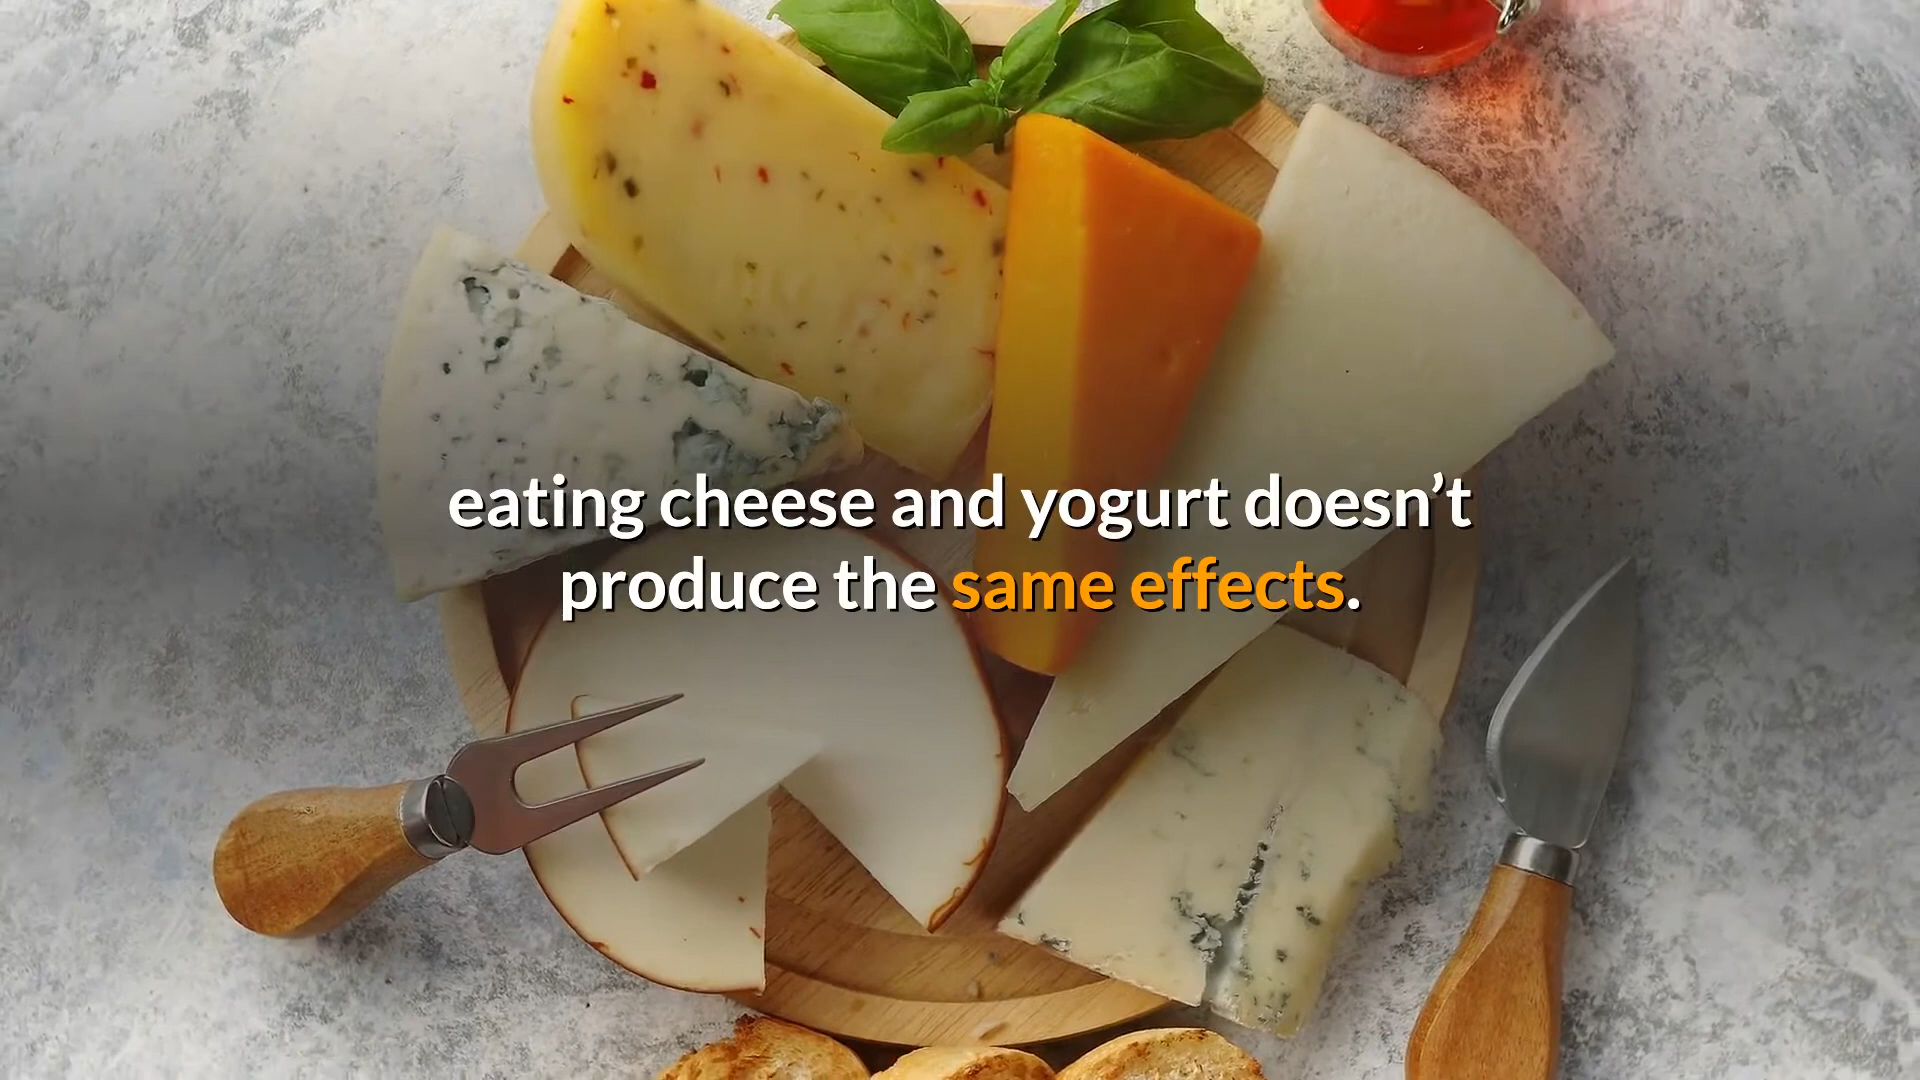 eating cheese and yogurt doesn’t
produce the same effects.